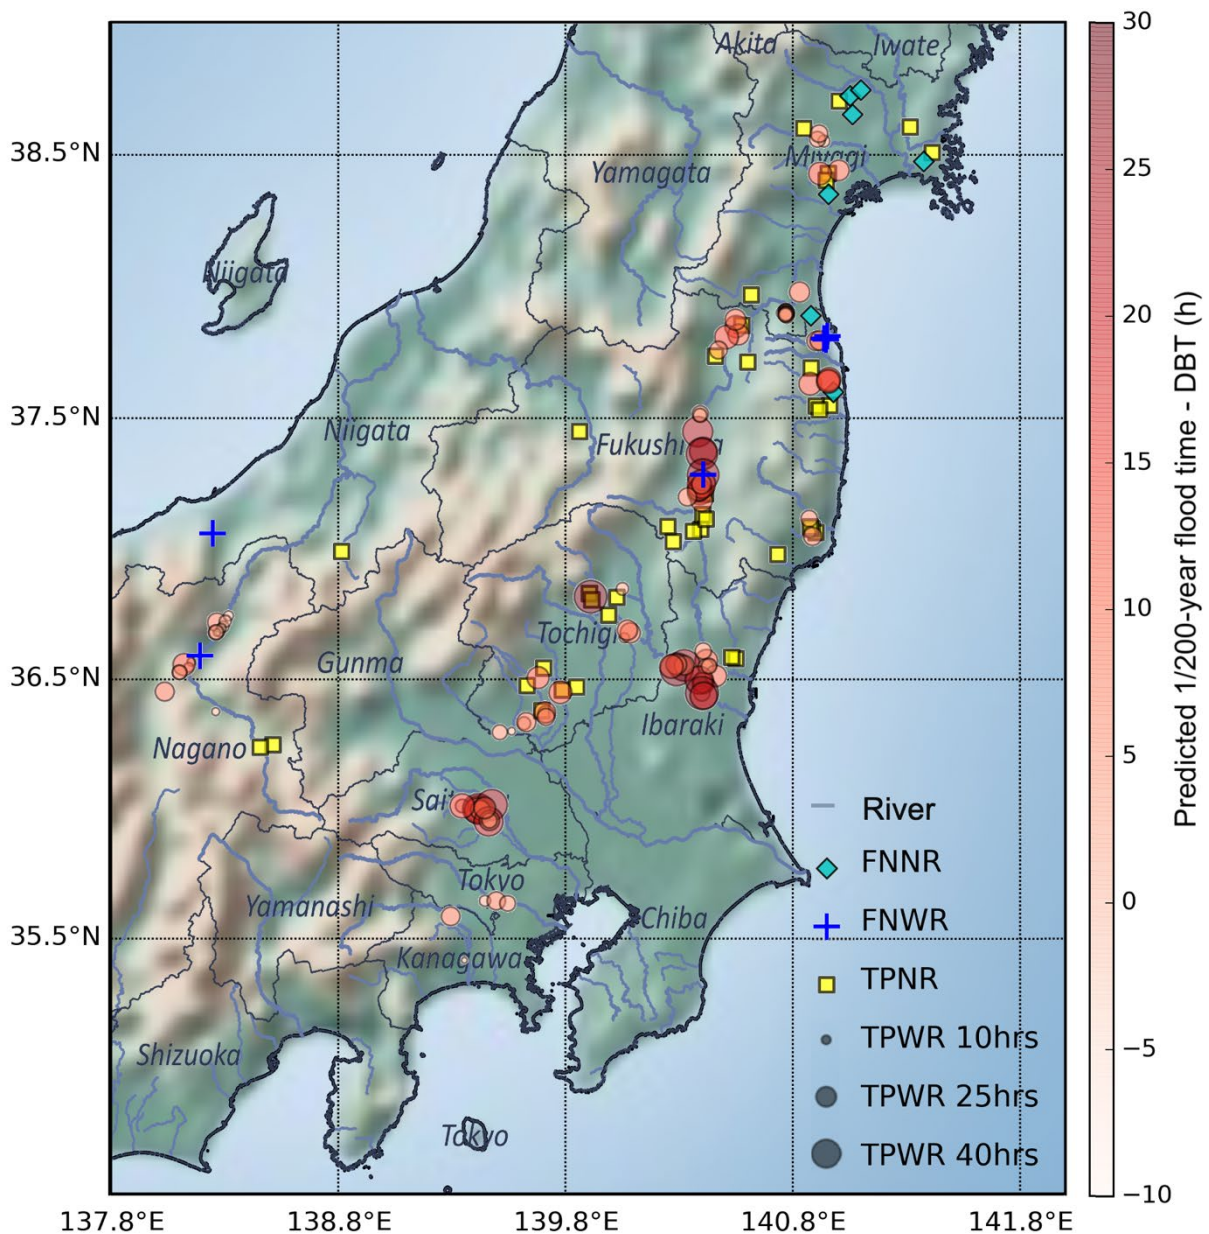 Akita
Iwate
38.5°N
Yamagata
Miyagi
Niigata
37.5°N
Niigata
Fukushima
Tochigi
36.5°N
Gunma
Nagano
Ibaraki
Tokyo
Yamanashi
Chiba
35.5°N
Kanagawa
Shizuoka
Tokyo
River
FNNR
FNWR
TPNR
TPWR 10hrs
TPWR 25hrs
TPWR 40hrs
137.8°E
138.8°E
139.8°E
140.8°E
141.8°E
30
25
20
15
10
5
0
−5
−10
Predicted 1/200-year flood time - DBT (h)